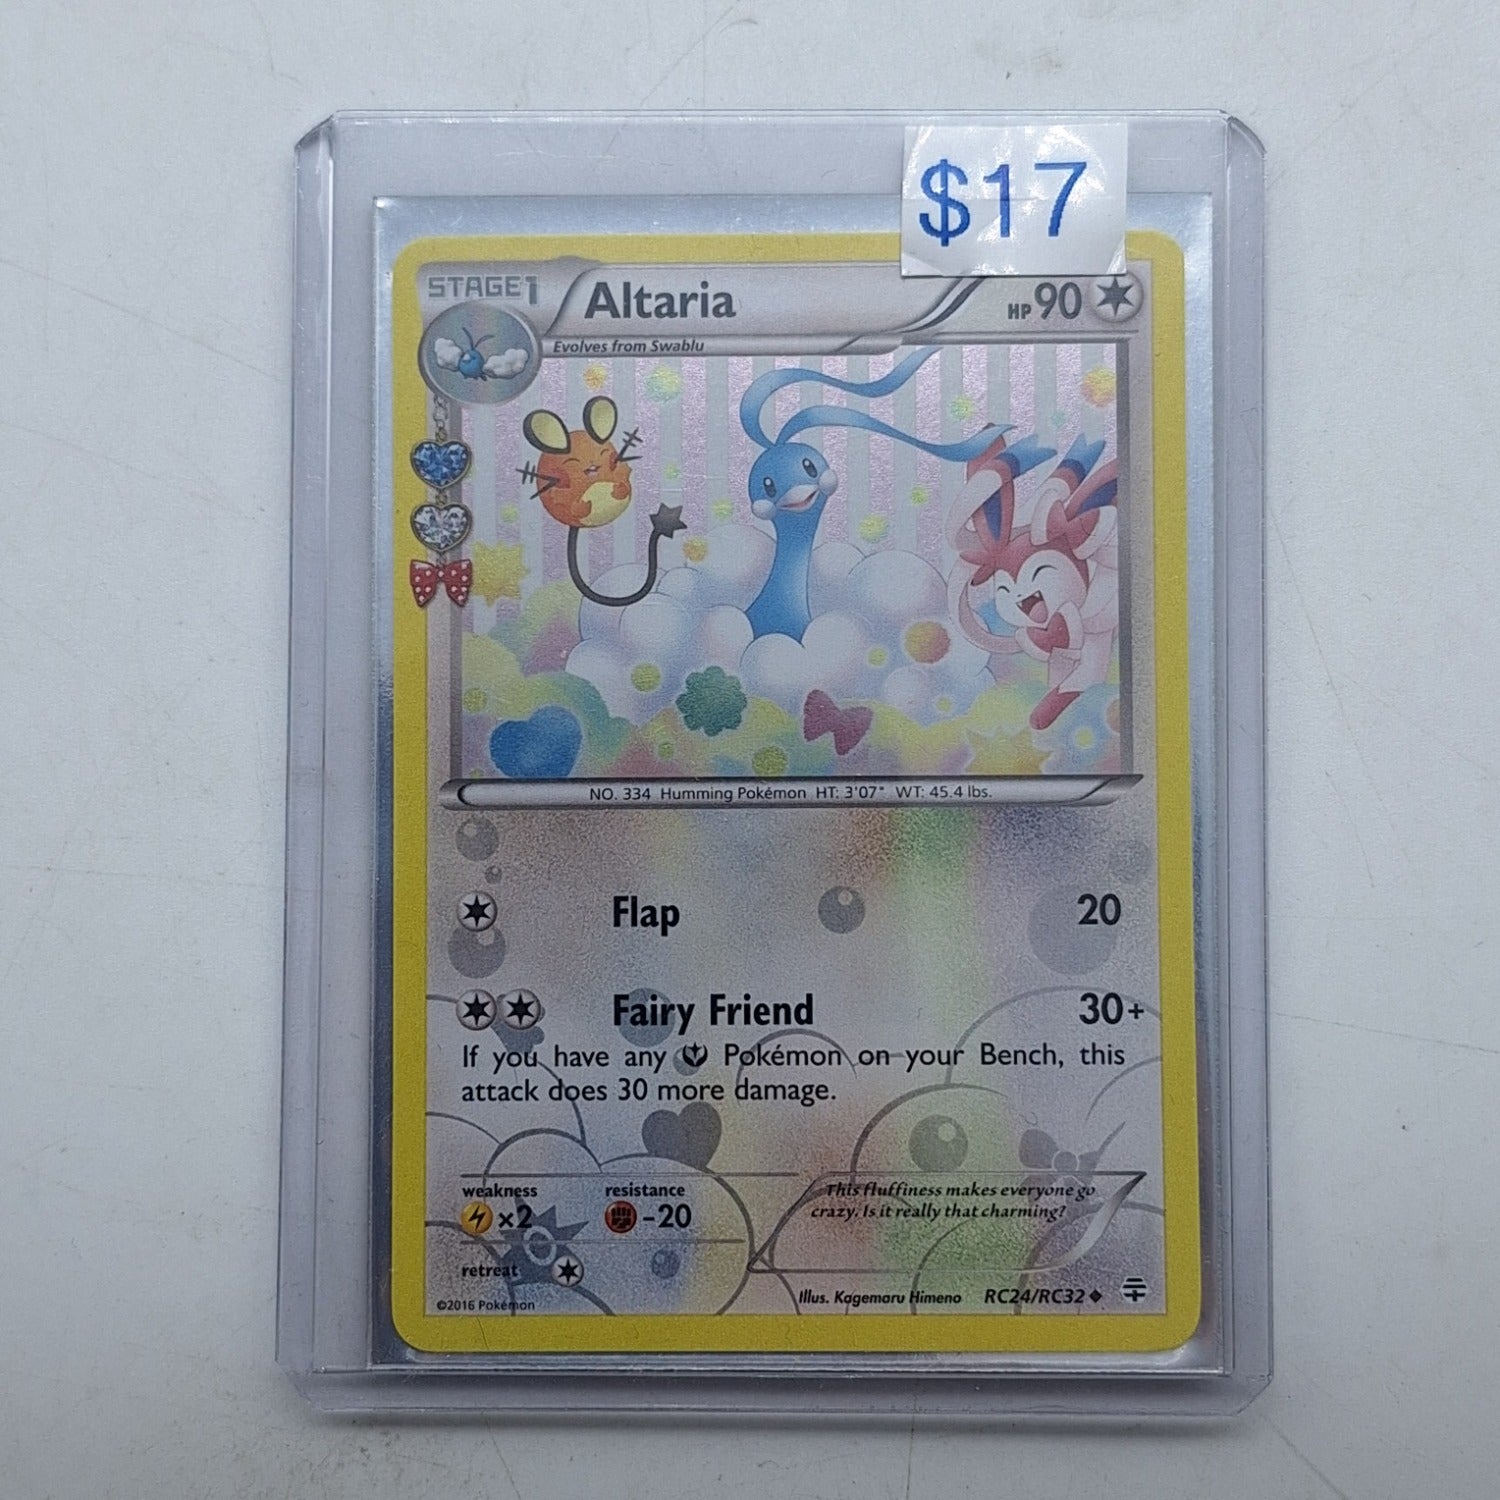 $17
STAGE1 Altaria HP90
Evolves from Swablu
NO. 334 Humming Pokémon HT: 3'07" WT: 45.4 lbs.
Flap 20
Fairy Friend 30+
If you have any Pokémon on your Bench, this
attack does 30 more damage.
weakness resistance
×2 -20
This fluffiness makes everyone go
crazy. Is it really that charming?
retreat
©2016 Pokémon
Illus. Kagemaru Himeno RC24/RC32